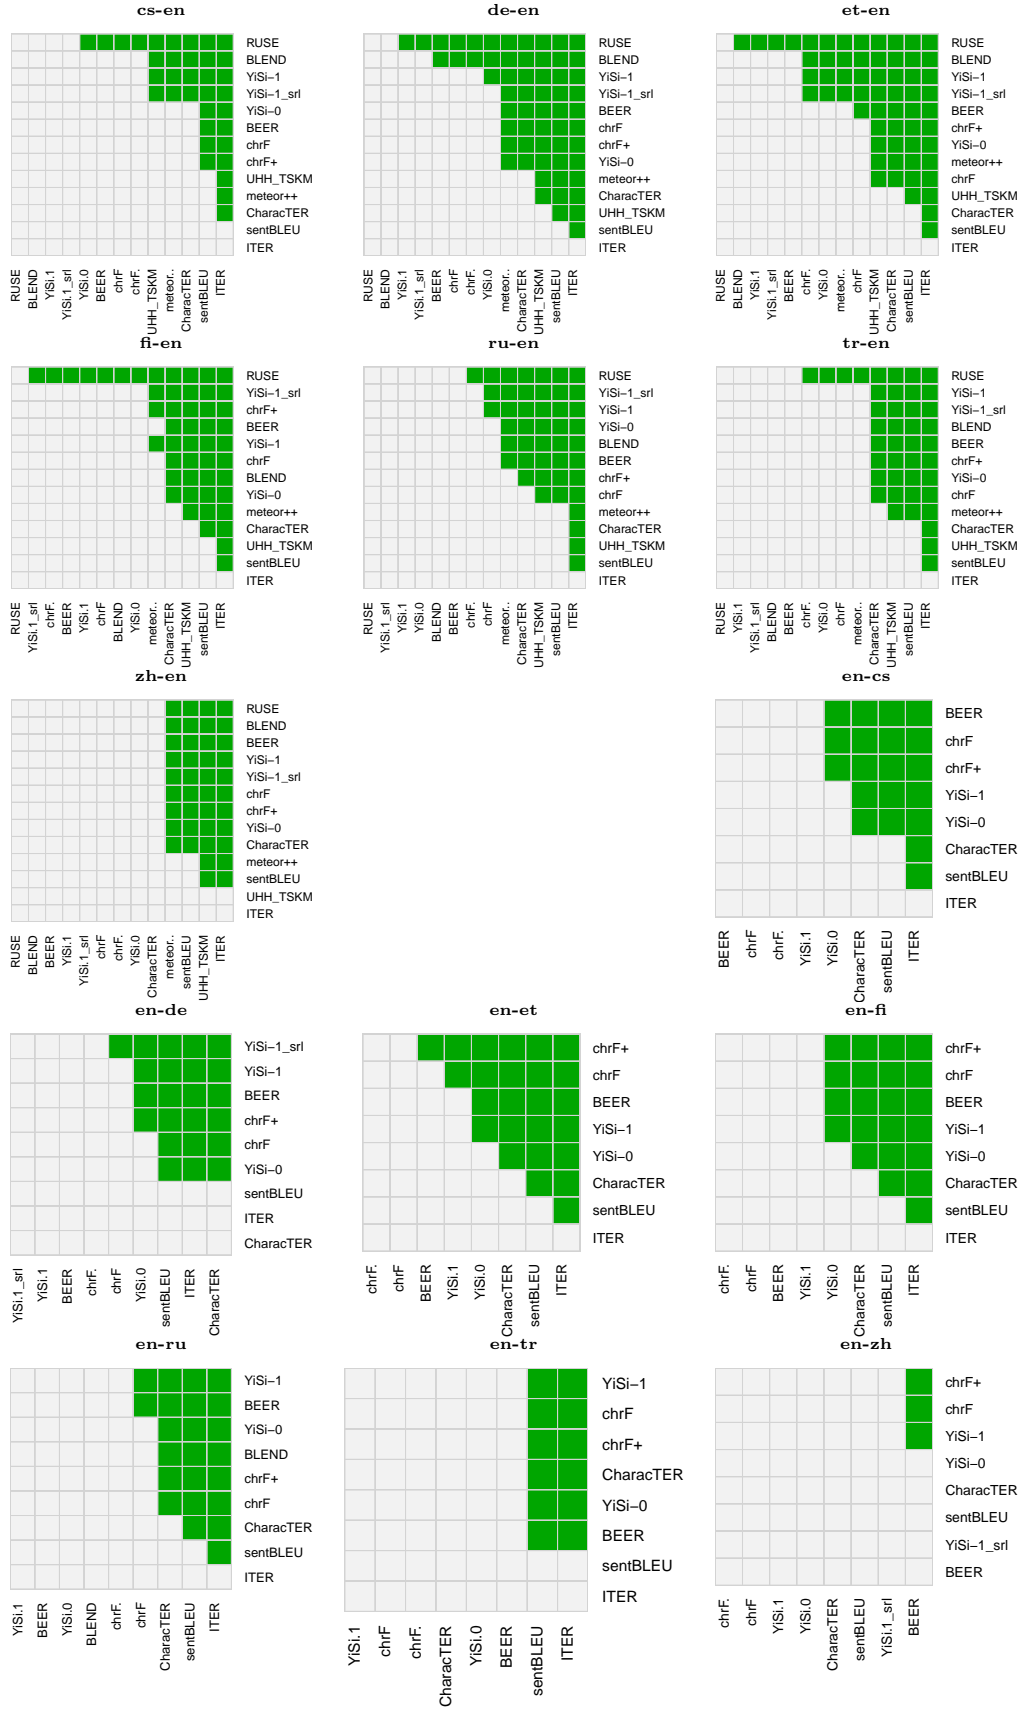 cs-en
RUSE
BLEND
YiSi−1
YiSi−1_srl
YiSi−0
BEER
chrF
chrF+
UHH_TSKM
meteor++
CharacTER
sentBLEU
ITER
RUSE
BLEND
YiSi.1
YiSi.1_srl
YiSi.0
BEER
chrF
chrF.
UHH_TSKM
meteor..
CharacTER
sentBLEU
ITER
de-en
RUSE
BLEND
YiSi−1
YiSi−1_srl
BEER
chrF
chrF+
YiSi−0
meteor++
CharacTER
UHH_TSKM
sentBLEU
ITER
RUSE
BLEND
YiSi.1
YiSi.1_srl
BEER
chrF
chrF.
YiSi.0
meteor..
CharacTER
UHH_TSKM
sentBLEU
ITER
et-en
RUSE
BLEND
YiSi−1
YiSi−1_srl
BEER
chrF+
YiSi−0
meteor++
chrF
UHH_TSKM
CharacTER
sentBLEU
ITER
RUSE
BLEND
YiSi.1
YiSi.1_srl
BEER
chrF.
YiSi.0
meteor..
chrF
UHH_TSKM
CharacTER
sentBLEU
ITER
fi-en
RUSE
YiSi−1_srl
chrF+
BEER
YiSi−1
chrF
BLEND
YiSi−0
meteor++
CharacTER
UHH_TSKM
sentBLEU
ITER
RUSE
YiSi.1_srl
chrF.
BEER
YiSi.1
chrF
BLEND
YiSi.0
meteor..
CharacTER
UHH_TSKM
sentBLEU
ITER
ru-en
RUSE
YiSi−1_srl
YiSi−1
YiSi−0
BLEND
BEER
chrF+
chrF
meteor++
CharacTER
UHH_TSKM
sentBLEU
ITER
RUSE
YiSi.1_srl
YiSi.1
YiSi.0
BLEND
BEER
chrF.
chrF
meteor..
CharacTER
UHH_TSKM
sentBLEU
ITER
tr-en
RUSE
YiSi−1
YiSi−1_srl
BLEND
BEER
chrF+
YiSi−0
chrF
meteor++
CharacTER
UHH_TSKM
sentBLEU
ITER
RUSE
YiSi.1
YiSi.1_srl
BLEND
BEER
chrF.
YiSi.0
chrF
meteor..
CharacTER
UHH_TSKM
sentBLEU
ITER
zh-en
RUSE
BLEND
BEER
YiSi−1
YiSi−1_srl
chrF
chrF+
YiSi−0
CharacTER
meteor++
sentBLEU
UHH_TSKM
ITER
RUSE
BLEND
BEER
YiSi.1
YiSi.1_srl
chrF
chrF.
YiSi.0
CharacTER
meteor..
sentBLEU
UHH_TSKM
ITER
en-cs
BEER
chrF
chrF+
YiSi−1
YiSi−0
CharacTER
sentBLEU
ITER
BEER
chrF
chrF.
YiSi.1
YiSi.0
CharacTER
sentBLEU
ITER
en-de
YiSi−1_srl
YiSi−1
BEER
chrF+
chrF
YiSi−0
sentBLEU
ITER
CharacTER
YiSi.1_srl
YiSi.1
BEER
chrF.
chrF
YiSi.0
sentBLEU
ITER
CharacTER
en-et
chrF+
chrF
BEER
YiSi−1
YiSi−0
CharacTER
sentBLEU
ITER
chrF.
chrF
BEER
YiSi.1
YiSi.0
CharacTER
sentBLEU
ITER
en-fi
chrF+
chrF
BEER
YiSi−1
YiSi−0
CharacTER
sentBLEU
ITER
chrF.
chrF
BEER
YiSi.1
YiSi.0
CharacTER
sentBLEU
ITER
en-ru
YiSi−1
BEER
YiSi−0
BLEND
chrF+
chrF
CharacTER
sentBLEU
ITER
YiSi.1
BEER
YiSi.0
BLEND
chrF.
chrF
CharacTER
sentBLEU
ITER
en-tr
YiSi−1
chrF
chrF+
CharacTER
YiSi−0
BEER
sentBLEU
ITER
YiSi.1
chrF
chrF.
CharacTER
YiSi.0
BEER
sentBLEU
ITER
en-zh
chrF+
chrF
YiSi−1
YiSi−0
CharacTER
sentBLEU
YiSi−1_srl
BEER
chrF.
chrF
YiSi.1
YiSi.0
CharacTER
sentBLEU
YiSi.1_srl
BEER